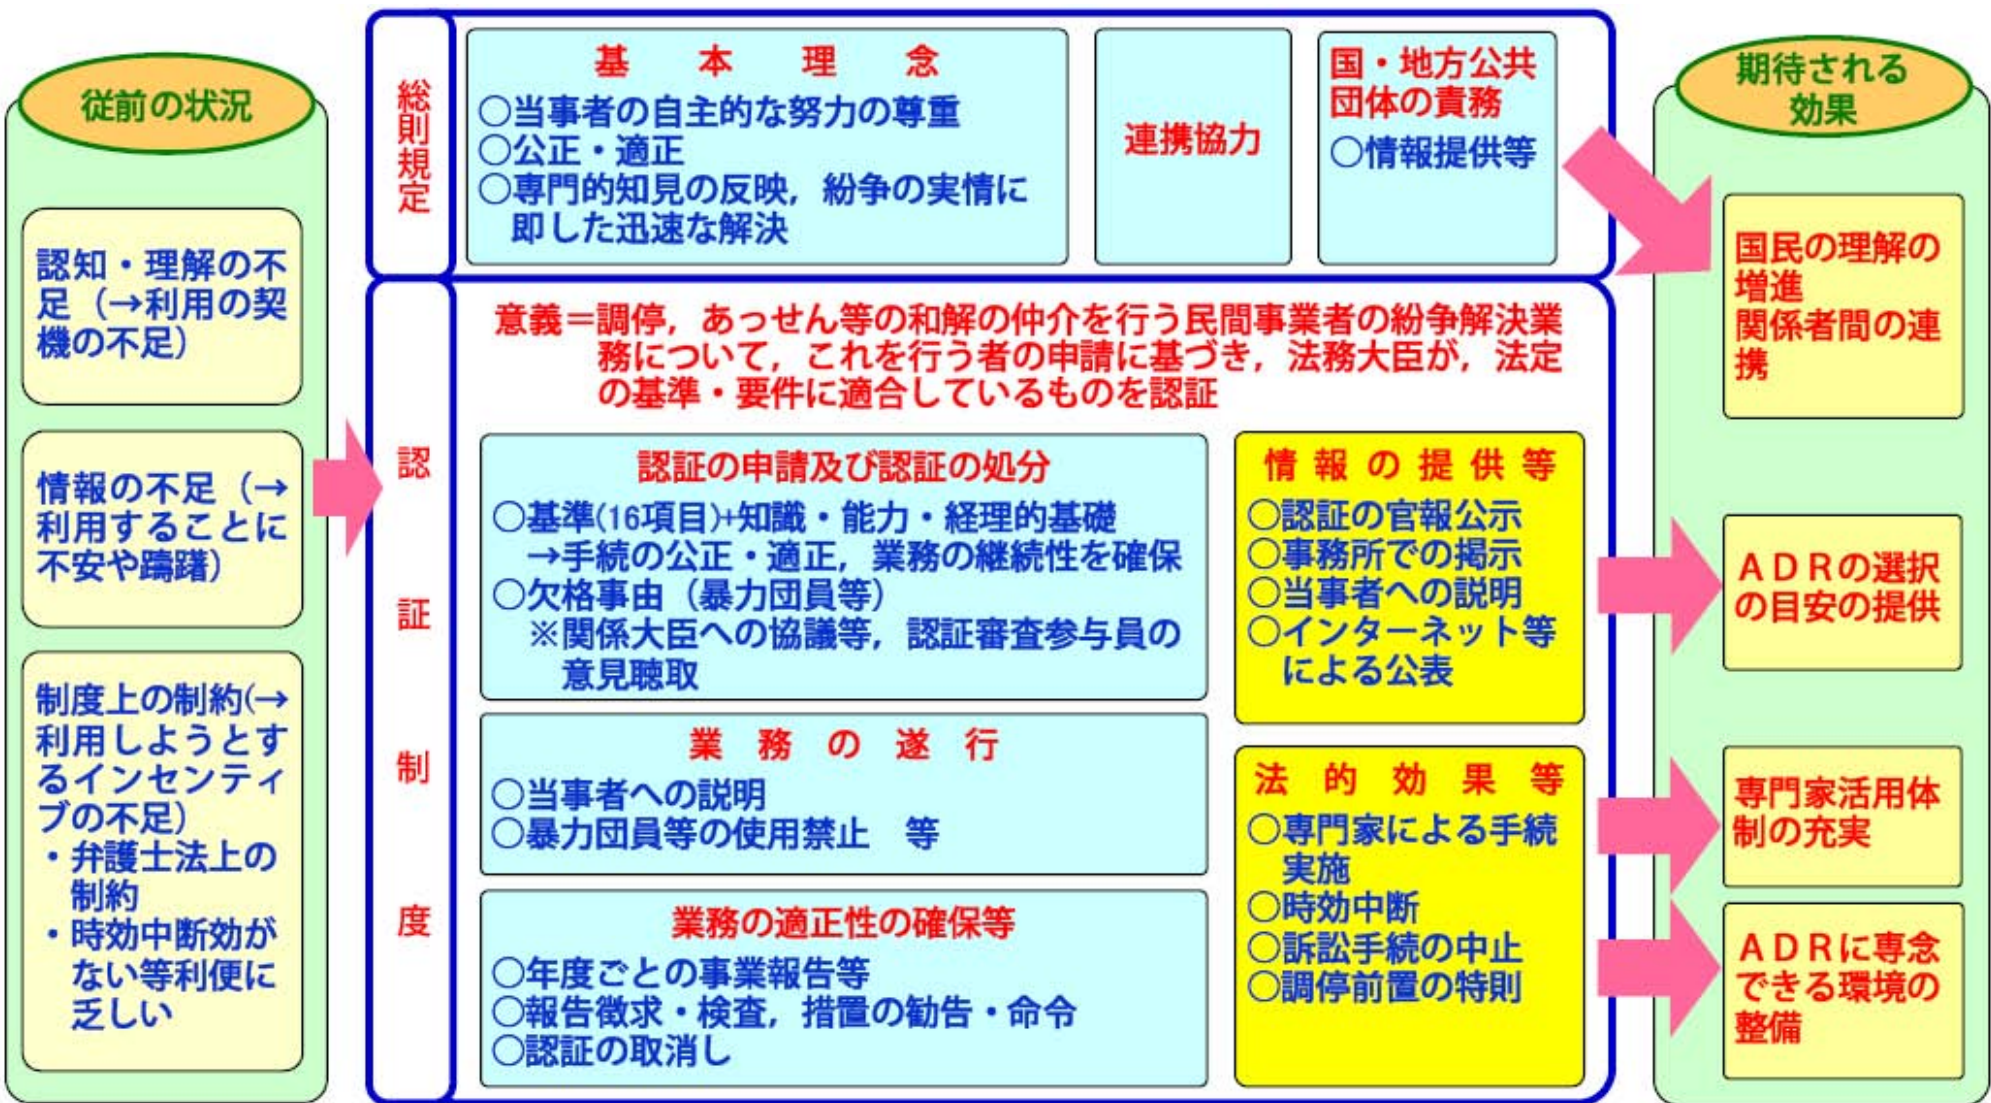 従前の状況
認知・理解の不
足（→利用の契
機の不足）
情報の不足（→
利用することに
不安や躊躇）
制度上の制約(→
利用しようとす
るインセンティ
ブの不足）
・弁護士法上の
制約
・時効中断効が
ない等利便に
乏しい
総則規定
基本理念
○当事者の自主的な努力の尊重
○公正・適正
○専門的知見の反映，紛争の実情に
即した迅速な解決
連携協力
国・地方公共
団体の責務
○情報提供等
認証制度
意義＝調停，あっせん等の和解の仲介を行う民間事業者の紛争解決業
務について，これを行う者の申請に基づき，法務大臣が，法定
の基準・要件に適合しているものを認証
認証の申請及び認証の処分
○基準(16項目)+知識・能力・経理的基礎
→手続の公正・適正，業務の継続性を確保
○欠格事由（暴力団員等）
※関係大臣への協議等，認証審査参与員の
意見聴取
業務の遂行
○当事者への説明
○暴力団員等の使用禁止　等
業務の適正性の確保等
○年度ごとの事業報告等
○報告徴求・検査，措置の勧告・命令
○認証の取消し
情報の提供等
○認証の官報公示
○事務所での掲示
○当事者への説明
○インターネット等
による公表
法的効果等
○専門家による手続
実施
○時効中断
○訴訟手続の中止
○調停前置の特則
期待される
効果
国民の理解の
増進
関係者間の連
携
ＡＤＲの選択
の目安の提供
専門家活用体
制の充実
ＡＤＲに専念
できる環境の
整備